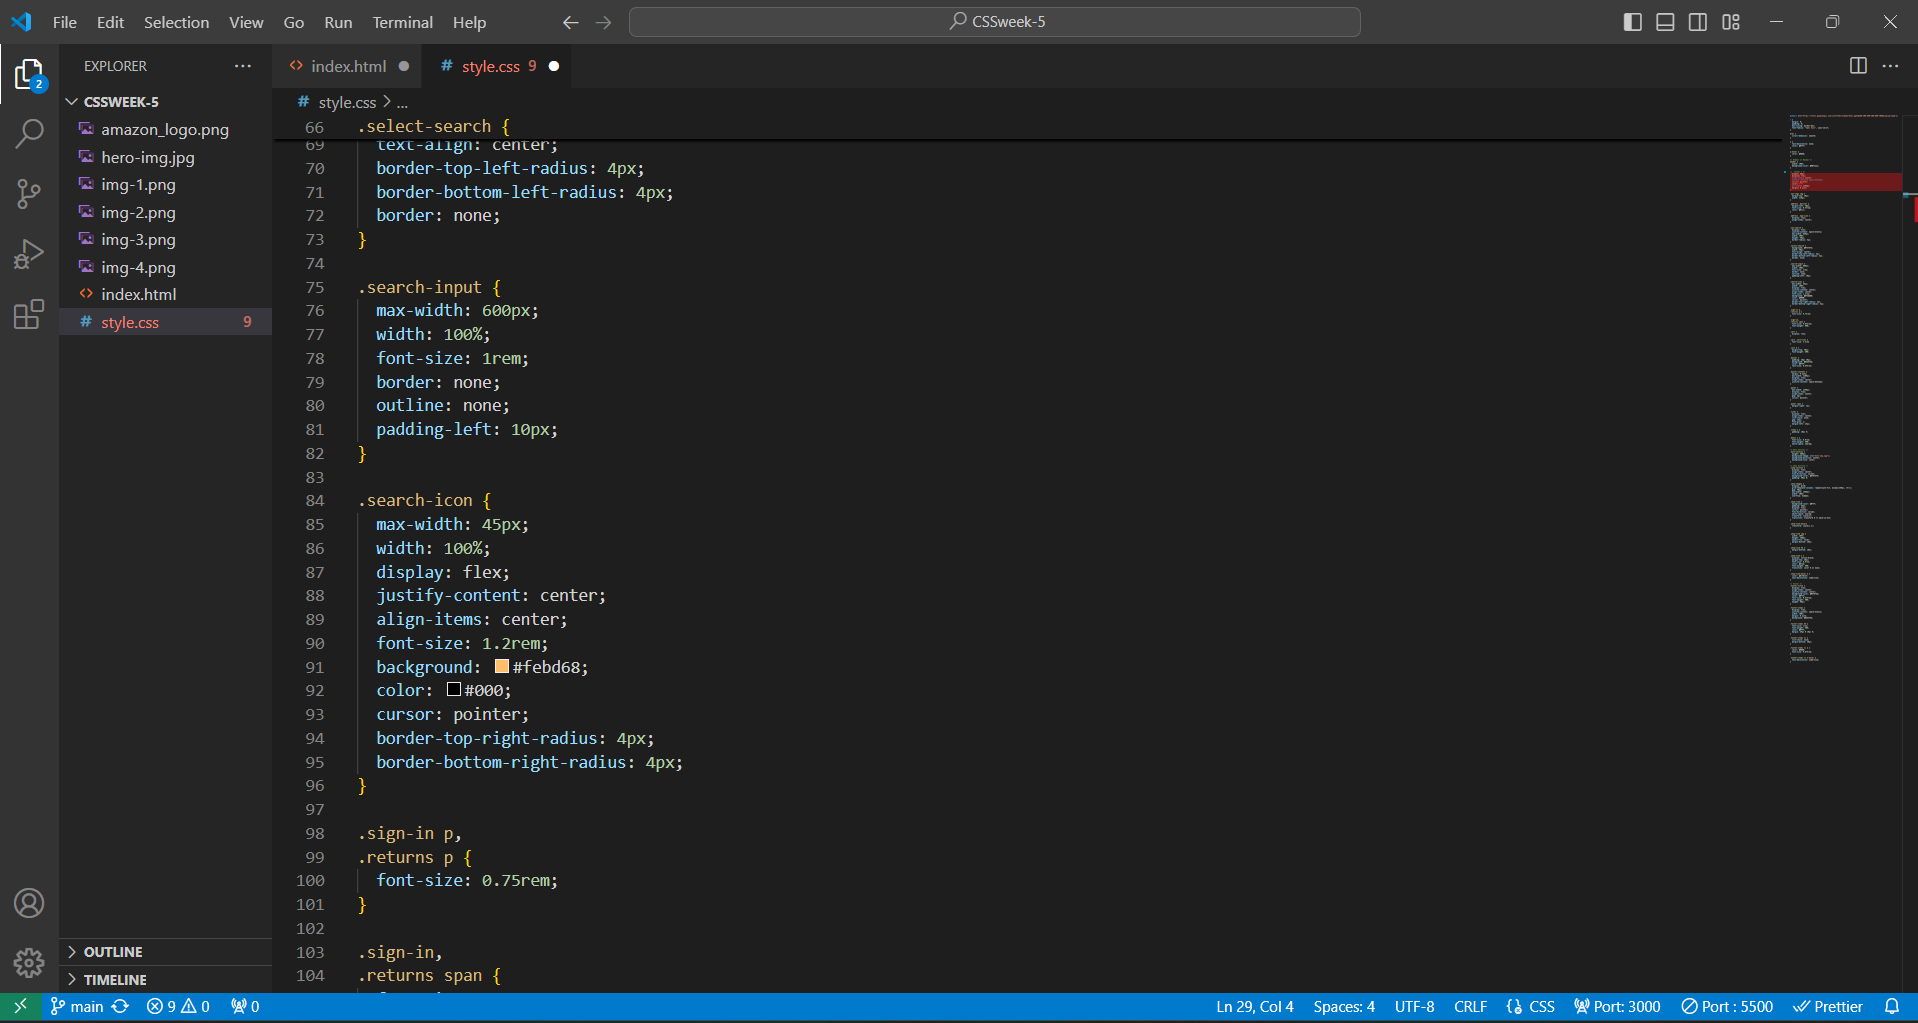 File Edit Selection View Go Run Terminal Help
CSSweek-5
EXPLORER
CSSWEEK-5
amazon_logo.png
hero-img.jpg
img-1.png
img-2.png
img-3.png
img-4.png
index.html
style.css 9
OUTLINE
TIMELINE
2
index.html
# style.css 9
# style.css > ...
66 .select-search {
69 text-align: center;
70 border-top-left-radius: 4px;
71 border-bottom-left-radius: 4px;
72 border: none;
73 }
74
75 .search-input {
76 max-width: 600px;
77 width: 100%;
78 font-size: 1rem;
79 border: none;
80 outline: none;
81 padding-left: 10px;
82 }
83
84 .search-icon {
85 max-width: 45px;
86 width: 100%;
87 display: flex;
88 justify-content: center;
89 align-items: center;
90 font-size: 1.2rem;
91 background: #febd68;
92 color: #000;
93 cursor: pointer;
94 border-top-right-radius: 4px;
95 border-bottom-right-radius: 4px;
96 }
97
98 .sign-in p,
99 .returns p {
100 font-size: 0.75rem;
101 }
102
103 .sign-in,
104 .returns span {
main 9 0 0 Ln 29, Col 4 Spaces: 4 UTF-8 CRLF {} CSS Port: 3000 Port : 5500 Prettier